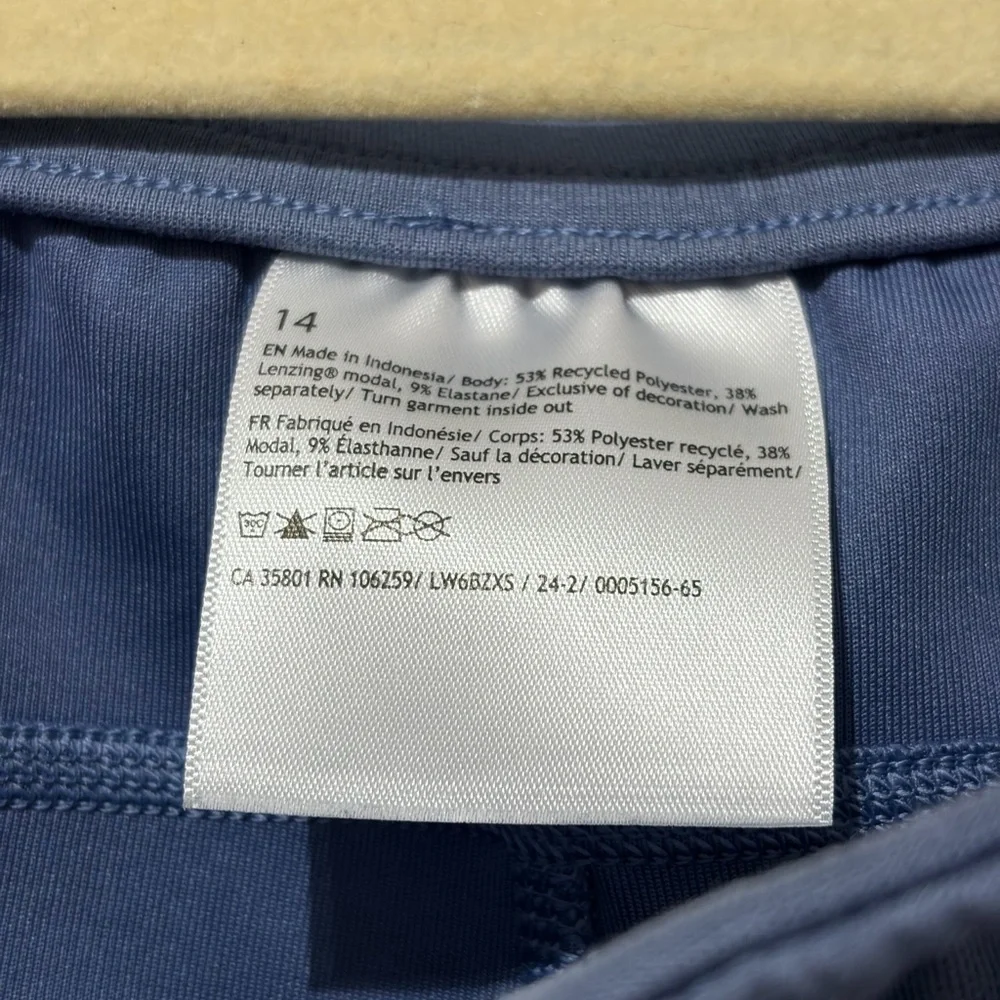 14
EN Made in Indonesia/ Body: 53% Recycled Polyester, 38%
Lenzing® modal, 9% Elastane/ Exclusive of decoration/ Wash
separately/ Turn garment inside out
FR Fabriqué en Indonésie/ Corps: 53% Polyester recyclé, 38%
Modal, 9% Élasthanne/ Sauf la décoration/ Laver séparément/
Tourner l'article sur l'envers
30C
CA 35801 RN 106259/ LW6BZXS / 24-2/ 0005156-65